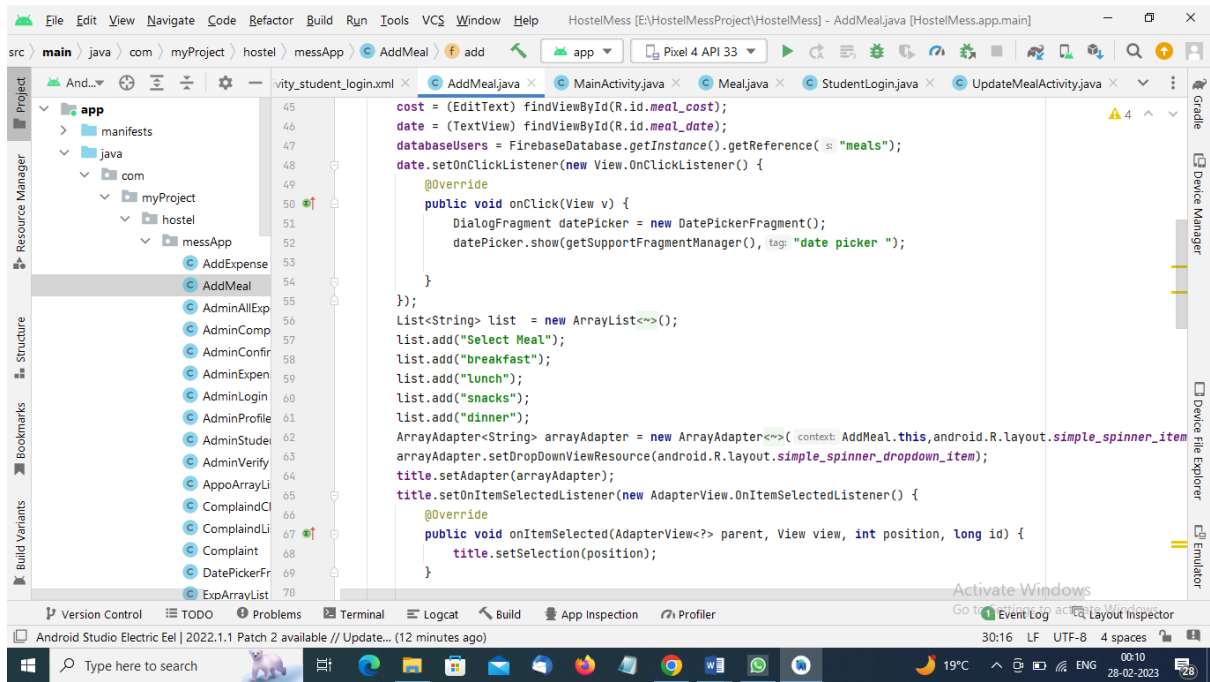 File Edit View Navigate Code Refactor Build Run Tools VCS Window Help HostelMess [E:\HostelMessProject\HostelMess] - AddMeal.java [HostelMess.app.main]
src main java com myProject hostel messApp AddMeal add app Pixel 4 API 33
And... ivity_student_login.xml AddMeal.java MainActivity.java Meal.java StudentLogin.java UpdateMealActivity.java
Project
Resource Manager
Structure
Bookmarks
Build Variants
app
manifests
java
com
myProject
hostel
messApp
AddExpense
AddMeal
AdminAllExp
AdminComp
AdminConfir
AdminExpen
AdminLogin
AdminProfile
AdminStuder
AdminVerify
AppoArrayLi
ComplaindCl
ComplaindLi
Complaint
DatePickerFr
ExpArrayList
45 cost = (EditText) findViewById(R.id.meal_cost);
46 date = (TextView) findViewById(R.id.meal_date);
47 databaseUsers = FirebaseDatabase.getInstance().getReference( s: "meals");
48 date.setOnClickListener(new View.OnClickListener() {
49 @Override
50 public void onClick(View v) {
51 DialogFragment datePicker = new DatePickerFragment();
52 datePicker.show(getSupportFragmentManager(), tag: "date picker ");
53
54 }
55 });
56 List<String> list  = new ArrayList<~>();
57 list.add("Select Meal");
58 list.add("breakfast");
59 list.add("lunch");
60 list.add("snacks");
61 list.add("dinner");
62 ArrayAdapter<String> arrayAdapter = new ArrayAdapter<~>( context: AddMeal.this,android.R.layout.simple_spinner_item
63 arrayAdapter.setDropDownViewResource(android.R.layout.simple_spinner_dropdown_item);
64 title.setAdapter(arrayAdapter);
65 title.setOnItemSelectedListener(new AdapterView.OnItemSelectedListener() {
66 @Override
67 public void onItemSelected(AdapterView<?> parent, View view, int position, long id) {
68 title.setSelection(position);
69 }
70
4
Gradle
Device Manager
Device File Explorer
Emulator
Activate Windows
Go to Settings to activate Windows.
Version Control TODO Problems Terminal Logcat Build App Inspection Profiler 1 Event Log Layout Inspector
Android Studio Electric Eel | 2022.1.1 Patch 2 available // Update... (12 minutes ago) 30:16 LF UTF-8 4 spaces
Type here to search 19°C ENG 00:10
28-02-2023 28